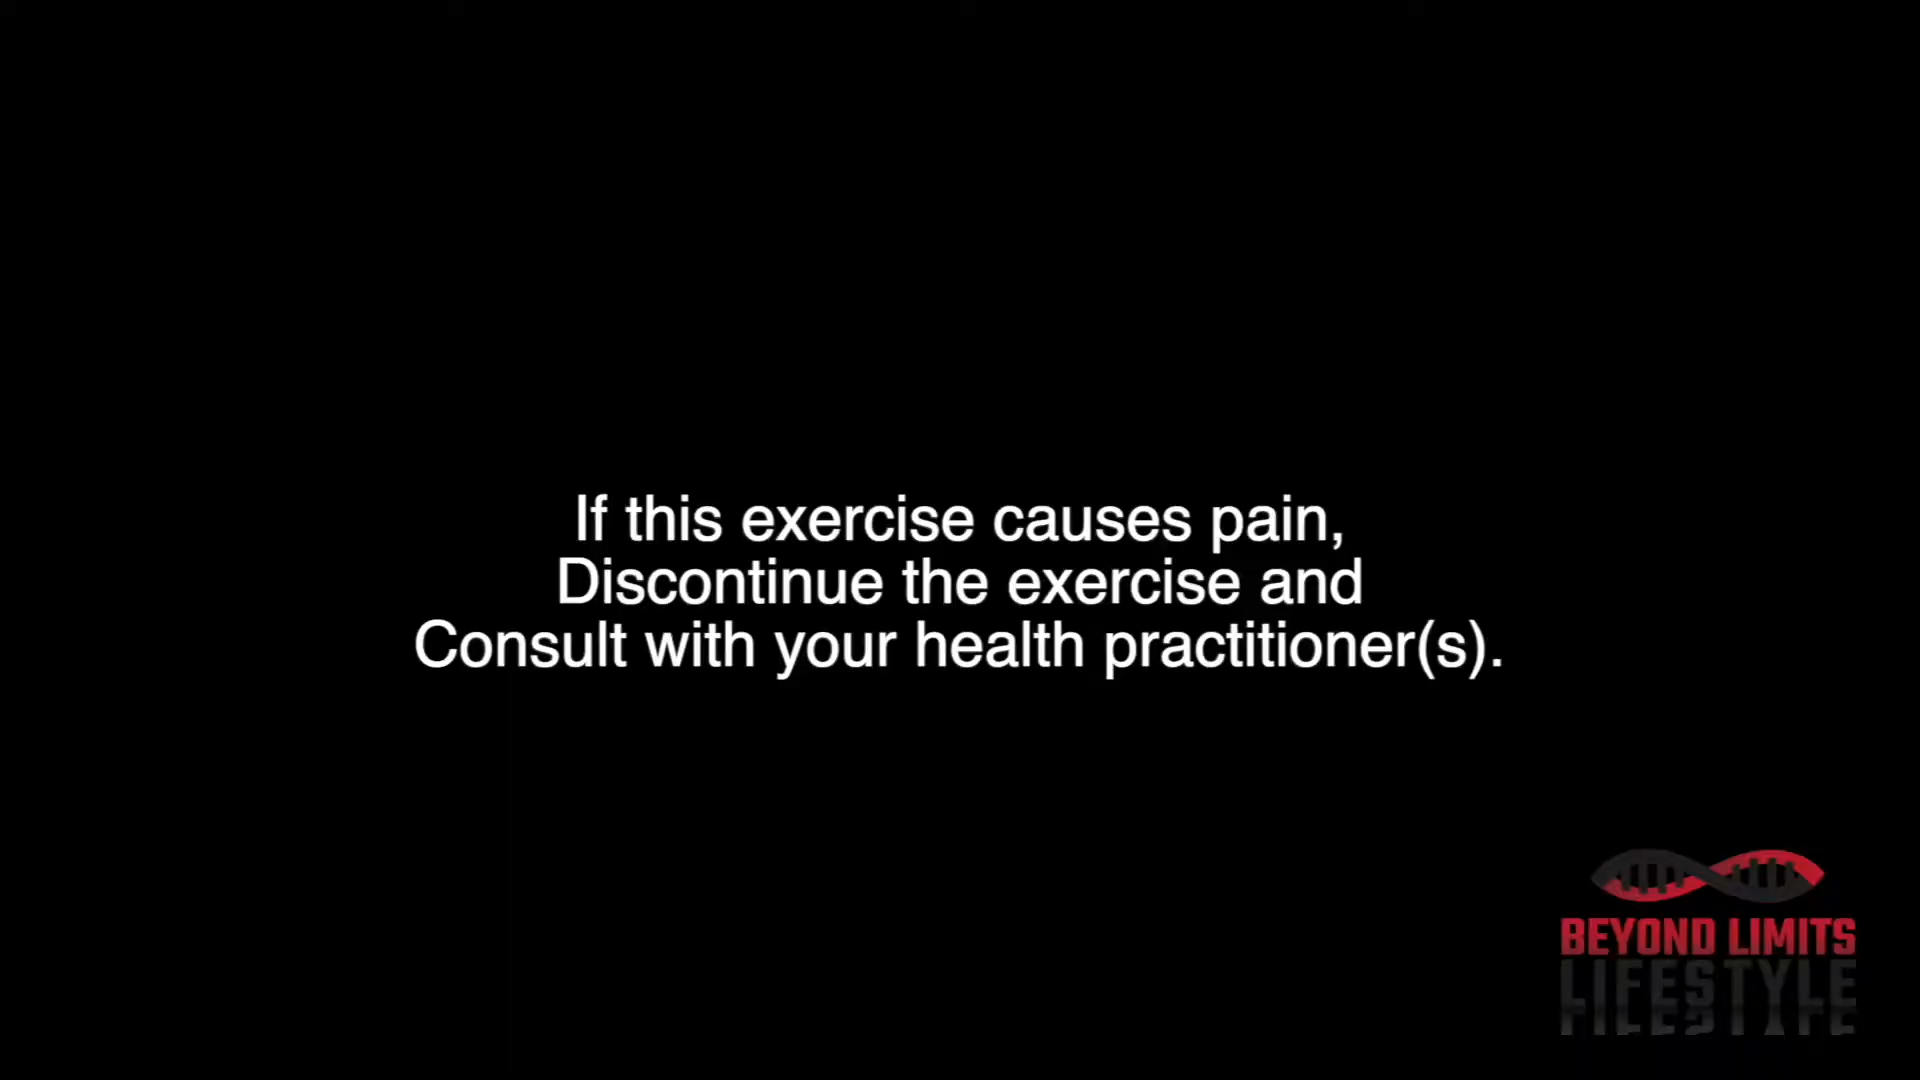 If this exercise causes pain,
Discontinue the exercise and
Consult with your health practitioner(s).
BEYOND LIMITS
LIFESTYLE